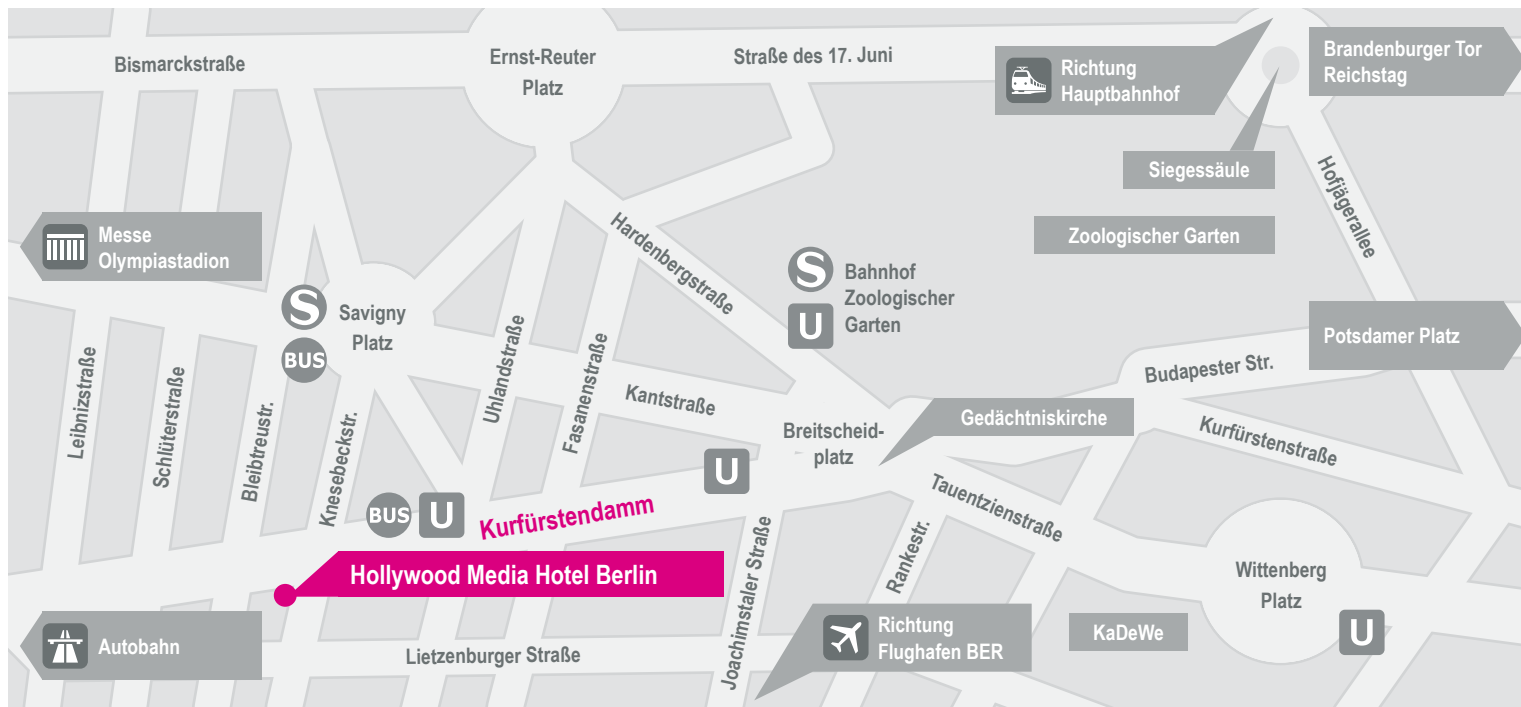 Bismarckstraße
Ernst-Reuter
Platz
Straße des 17. Juni
Richtung
Hauptbahnhof
Brandenburger Tor
Reichstag
Siegessäule
Hofjägerallee
Zoologischer Garten
Messe
Olympiastadion
Hardenbergstraße
S
Bahnhof
Zoologischer
Garten
U
S
BUS
Savigny
Platz
Potsdamer Platz
Leibnizstraße
Schlüterstraße
Bleibtreustr.
Knesebeckstr.
Uhlandstraße
Fasanenstraße
Kantstraße
Budapester Str.
Breitscheid-
platz
Gedächtniskirche
Kurfürstenstraße
U
BUS
U
Kurfürstendamm
Tauentzienstraße
Rankestr.
Joachimstaler Straße
Hollywood Media Hotel Berlin
Wittenberg
Platz
U
Autobahn
Lietzenburger Straße
Richtung
Flughafen BER
KaDeWe